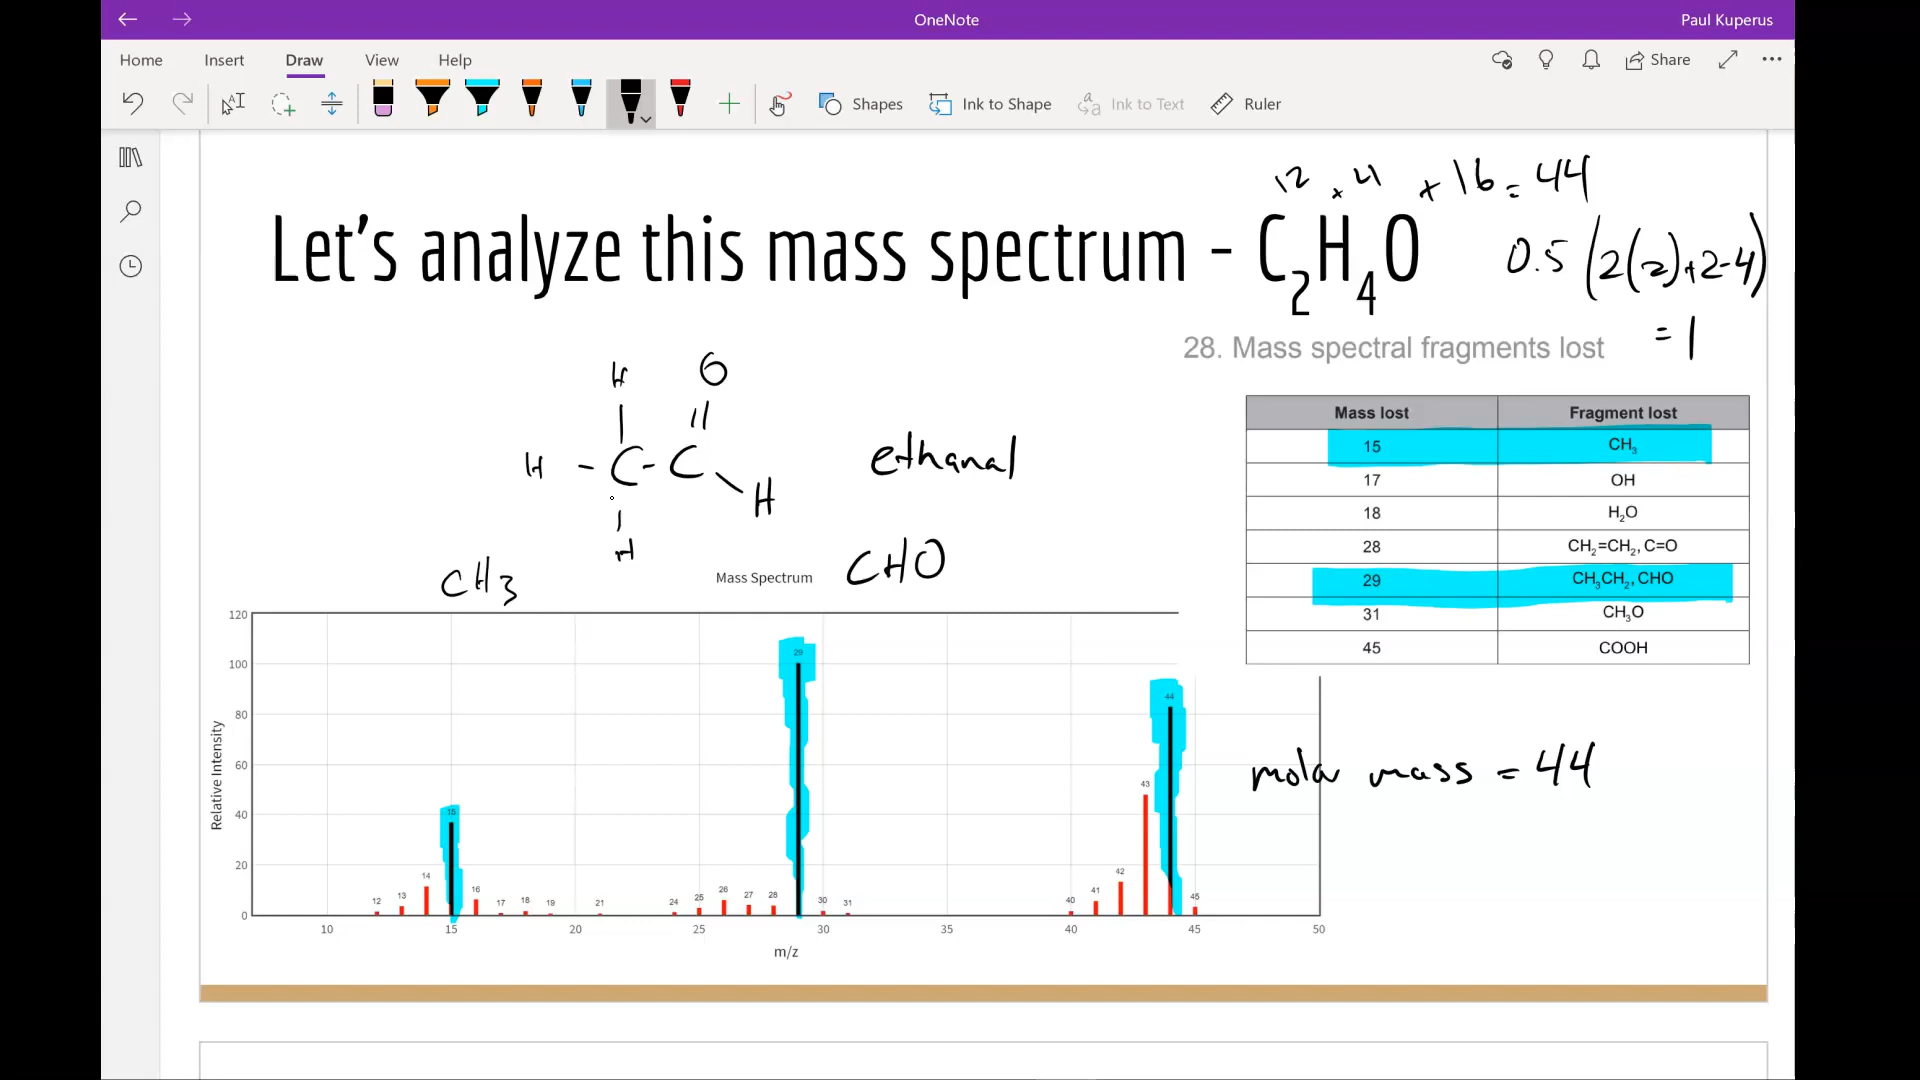 OneNote
Paul Kuperus
Home Insert Draw View Help
Share
Shapes Ink to Shape Ink to Text Ruler
12 + 4 + 16 = 44
Let's analyze this mass spectrum - C₂H₄O
0.5 (2(2)+2-4)
= 1
28. Mass spectral fragments lost
H O
H - C - C
H
H
ethanal
CH3
CHO
Mass lost Fragment lost
15 CH₃
17 OH
18 H₂O
28 CH₂=CH₂, C=O
29 CH₃CH₂, CHO
31 CH₃O
45 COOH
Mass Spectrum
120
100
80
60
40
20
0
Relative Intensity
12 13 14 15 16 17 18 19 21 24 25 26 27 28 29 30 31 40 41 42 43 44 45
10 15 20 25 30 35 40 45 50
m/z
molar mass = 44